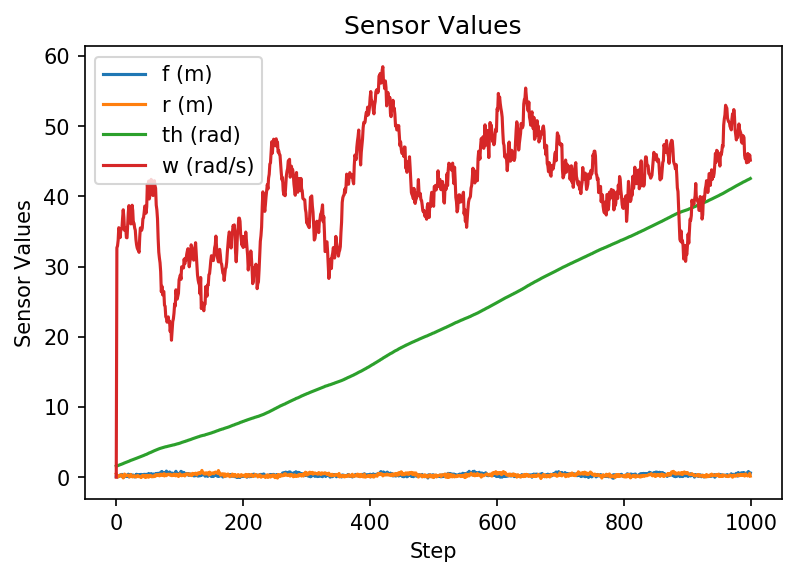 Sensor Values
60
50
40
30
20
10
0
Sensor Values
f (m)
r (m)
th (rad)
w (rad/s)
0 200 400 600 800 1000
Step